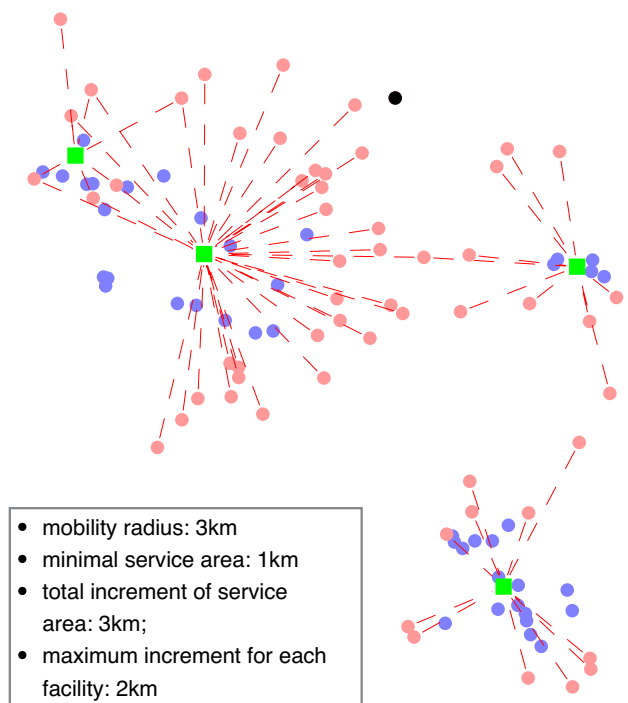 • mobility radius: 3km
• minimal service area: 1km
• total increment of service
area: 3km;
• maximum increment for each
facility: 2km